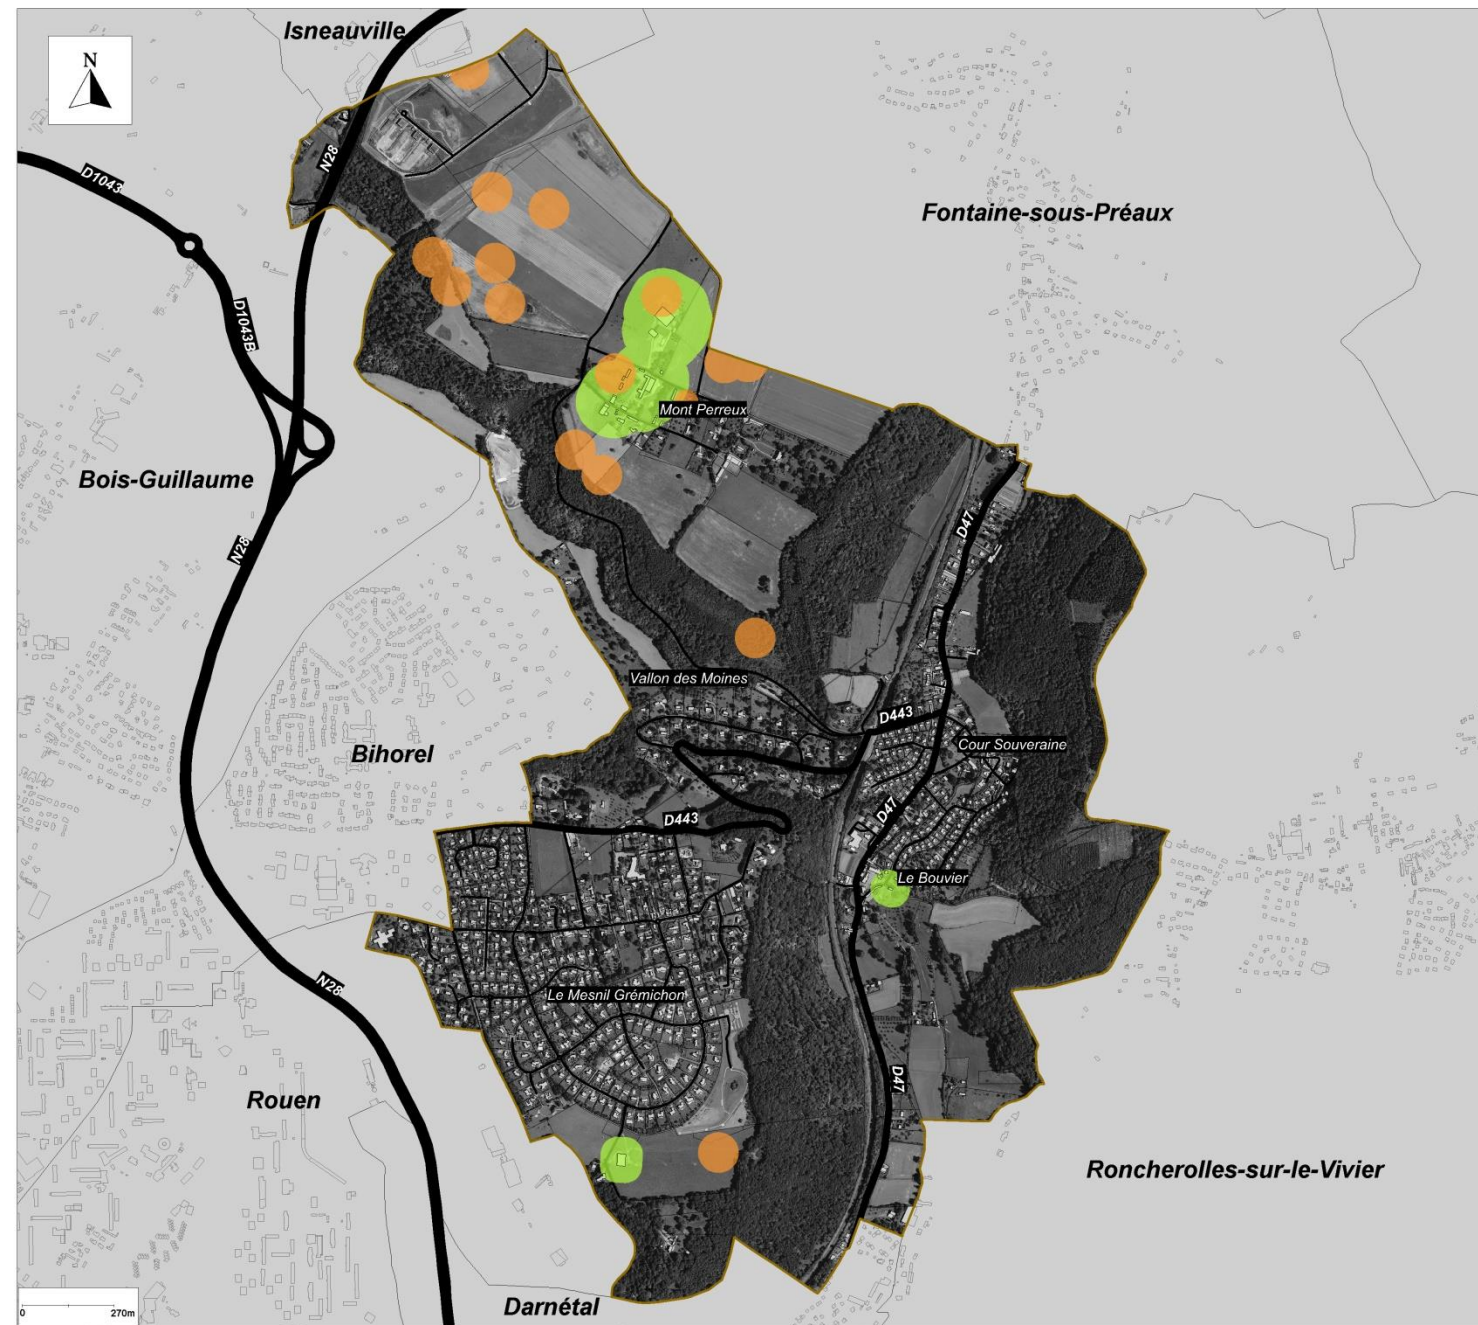 Isneauville
N
N28
D1043
Fontaine-sous-Préaux
D1043B
Mont Perreux
Bois-Guillaume
D47
N28
Vallon des Moines
D443
Cour Souveraine
Bihorel
D47
D443
Le Bouvier
N28
Le Mesnil Grémichon
D47
Rouen
Roncherolles-sur-le-Vivier
Darnétal
0 270m